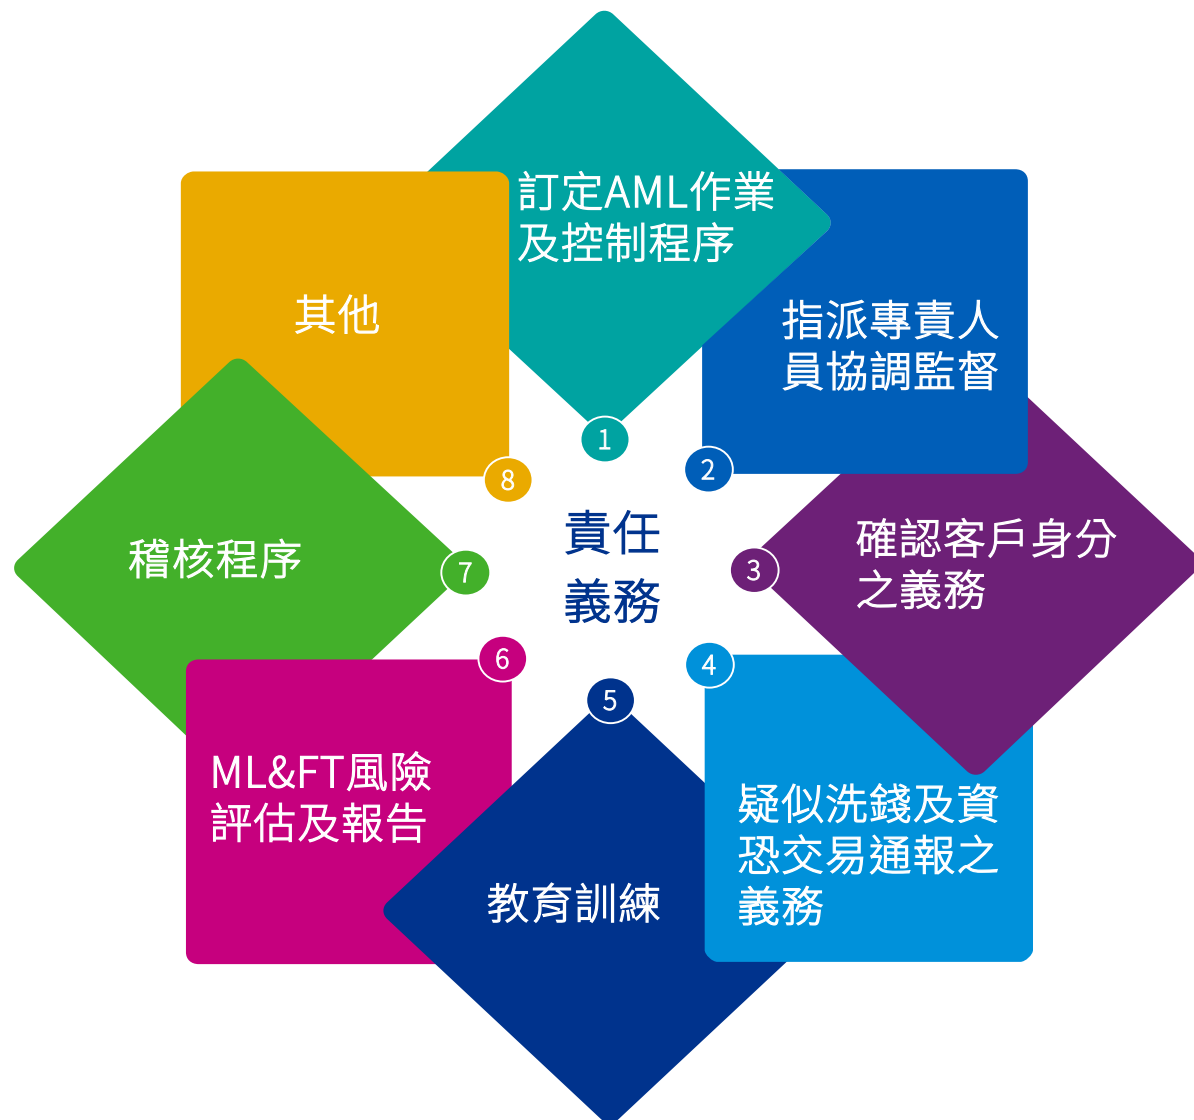 訂定AML作業
及控制程序
1
指派專責人
員協調監督
2
確認客戶身分
之義務
3
疑似洗錢及資
恐交易通報之
義務
4
教育訓練
5
ML&FT風險
評估及報告
6
稽核程序
7
其他
8
責任
義務